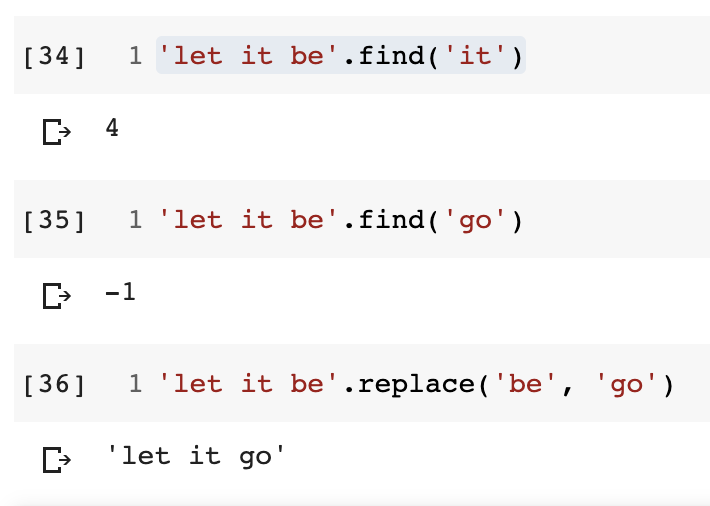 [34] 1 'let it be'.find('it')
4
[35] 1 'let it be'.find('go')
-1
[36] 1 'let it be'.replace('be', 'go')
'let it go'